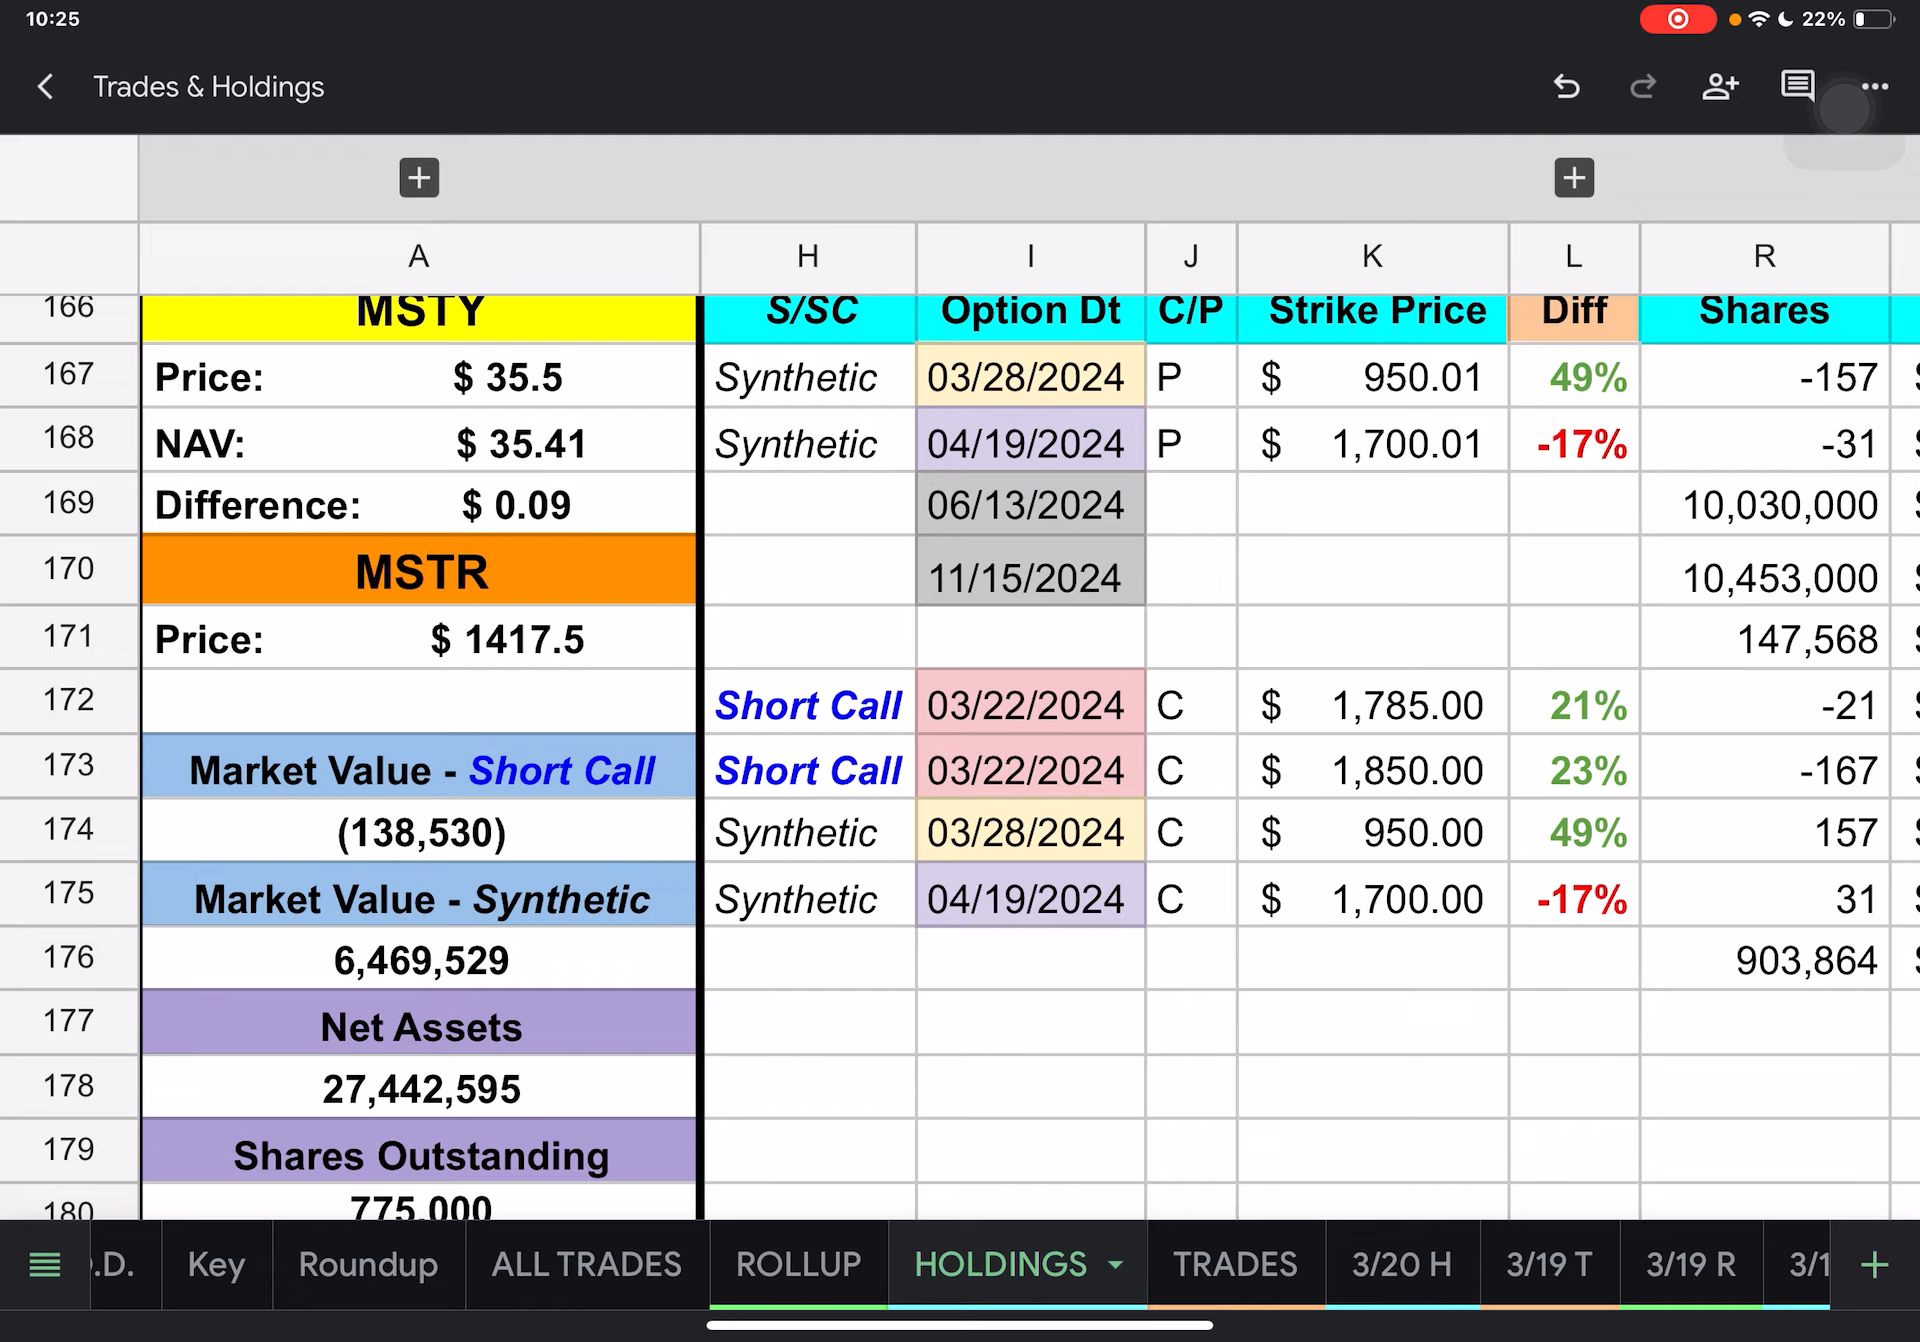 10:25
22%
Trades & Holdings
A H I J K L R
166 MSTY S/SC Option Dt C/P Strike Price Diff Shares
167 Price: $ 35.5 Synthetic 03/28/2024 P $ 950.01 49% -157
168 NAV: $ 35.41 Synthetic 04/19/2024 P $ 1,700.01 -17% -31
169 Difference: $ 0.09 06/13/2024 10,030,000
170 MSTR 11/15/2024 10,453,000
171 Price: $ 1417.5 147,568
172 Short Call 03/22/2024 C $ 1,785.00 21% -21
173 Market Value - Short Call Short Call 03/22/2024 C $ 1,850.00 23% -167
174 (138,530) Synthetic 03/28/2024 C $ 950.00 49% 157
175 Market Value - Synthetic Synthetic 04/19/2024 C $ 1,700.00 -17% 31
176 6,469,529 903,864
177 Net Assets
178 27,442,595
179 Shares Outstanding
180 775,000
.D. Key Roundup ALL TRADES ROLLUP HOLDINGS TRADES 3/20 H 3/19 T 3/19 R 3/1